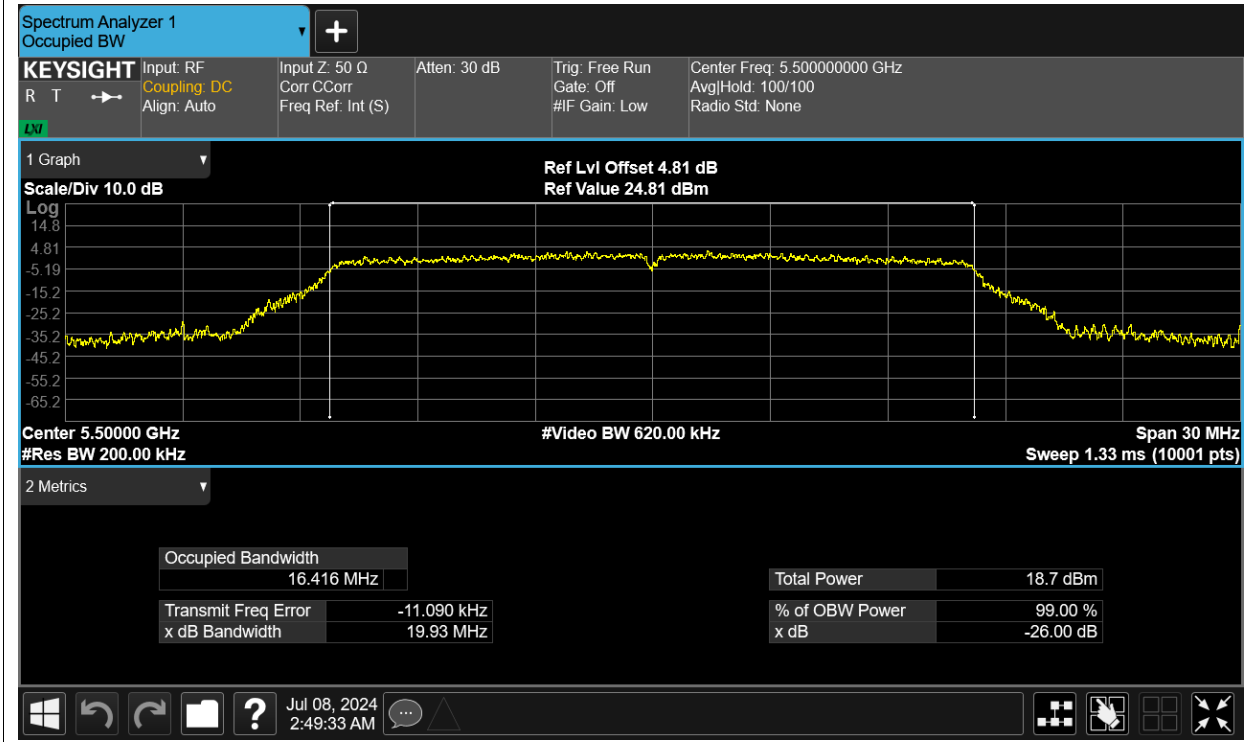 Spectrum Analyzer 1
Occupied BW
KEYSIGHT
R T
LXI
Input: RF
Coupling: DC
Align: Auto
Input Z: 50 Ω
Corr CCorr
Freq Ref: Int (S)
Atten: 30 dB
Trig: Free Run
Gate: Off
#IF Gain: Low
Center Freq: 5.500000000 GHz
Avg|Hold: 100/100
Radio Std: None
1 Graph
Scale/Div 10.0 dB
Ref Lvl Offset 4.81 dB
Ref Value 24.81 dBm
Log
14.8
4.81
-5.19
-15.2
-25.2
-35.2
-45.2
-55.2
-65.2
Center 5.50000 GHz
#Video BW 620.00 kHz
Span 30 MHz
#Res BW 200.00 kHz
Sweep 1.33 ms (10001 pts)
2 Metrics
Occupied Bandwidth
16.416 MHz
Total Power 18.7 dBm
Transmit Freq Error -11.090 kHz
% of OBW Power 99.00 %
x dB Bandwidth 19.93 MHz
x dB -26.00 dB
?
Jul 08, 2024
2:49:33 AM